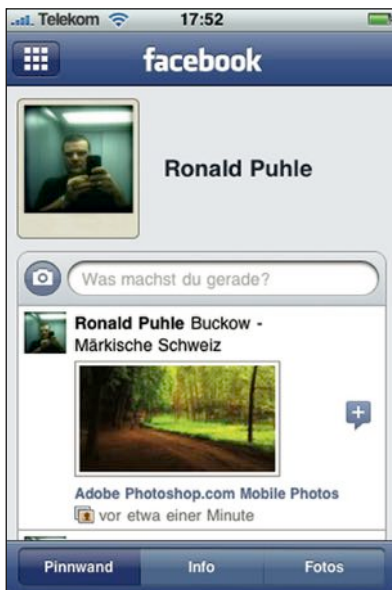 Telekom 17:52
facebook
Ronald Puhle
Was machst du gerade?
Ronald Puhle Buckow -
Märkische Schweiz
Adobe Photoshop.com Mobile Photos
vor etwa einer Minute
Pinnwand Info Fotos